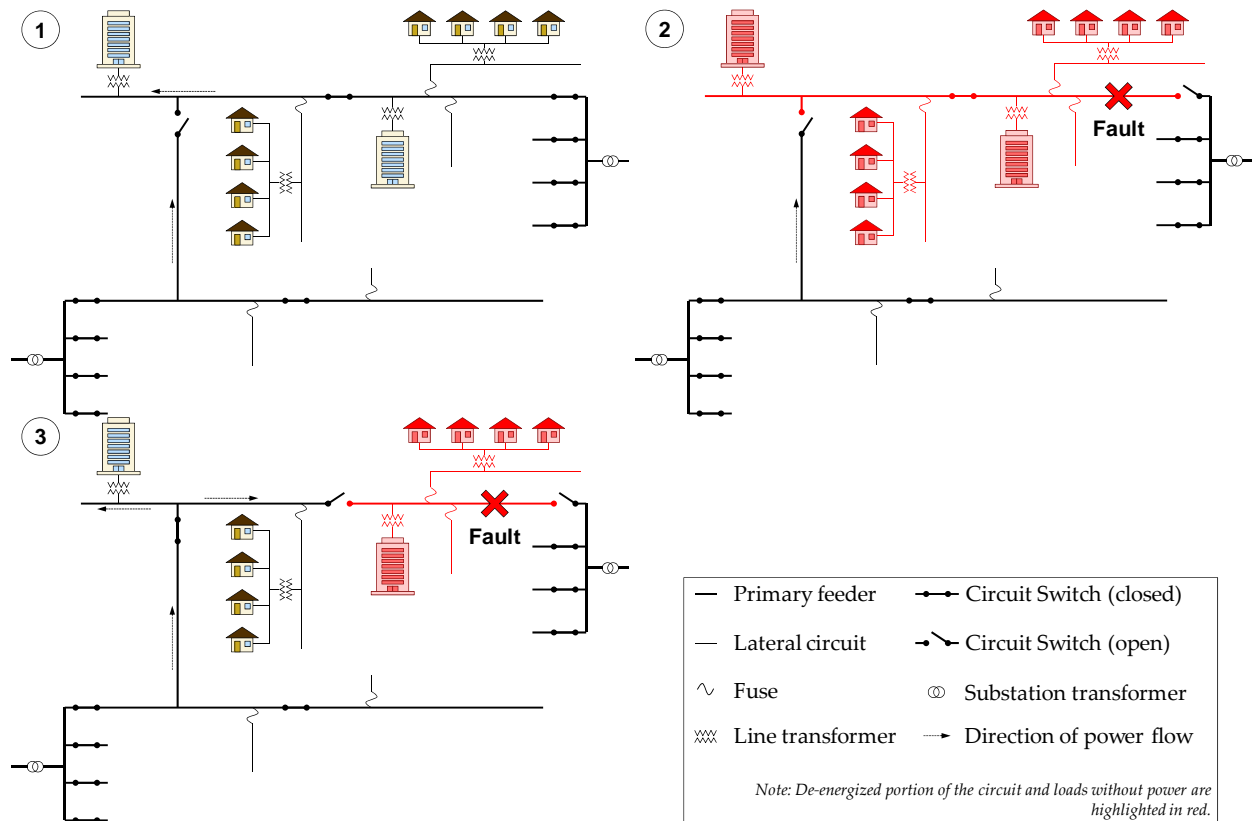 1
2
Fault
3
Fault
Primary feeder
Circuit Switch (closed)
Lateral circuit
Circuit Switch (open)
Fuse
Substation transformer
Line transformer
Direction of power flow
Note: De-energized portion of the circuit and loads without power are
highlighted in red.